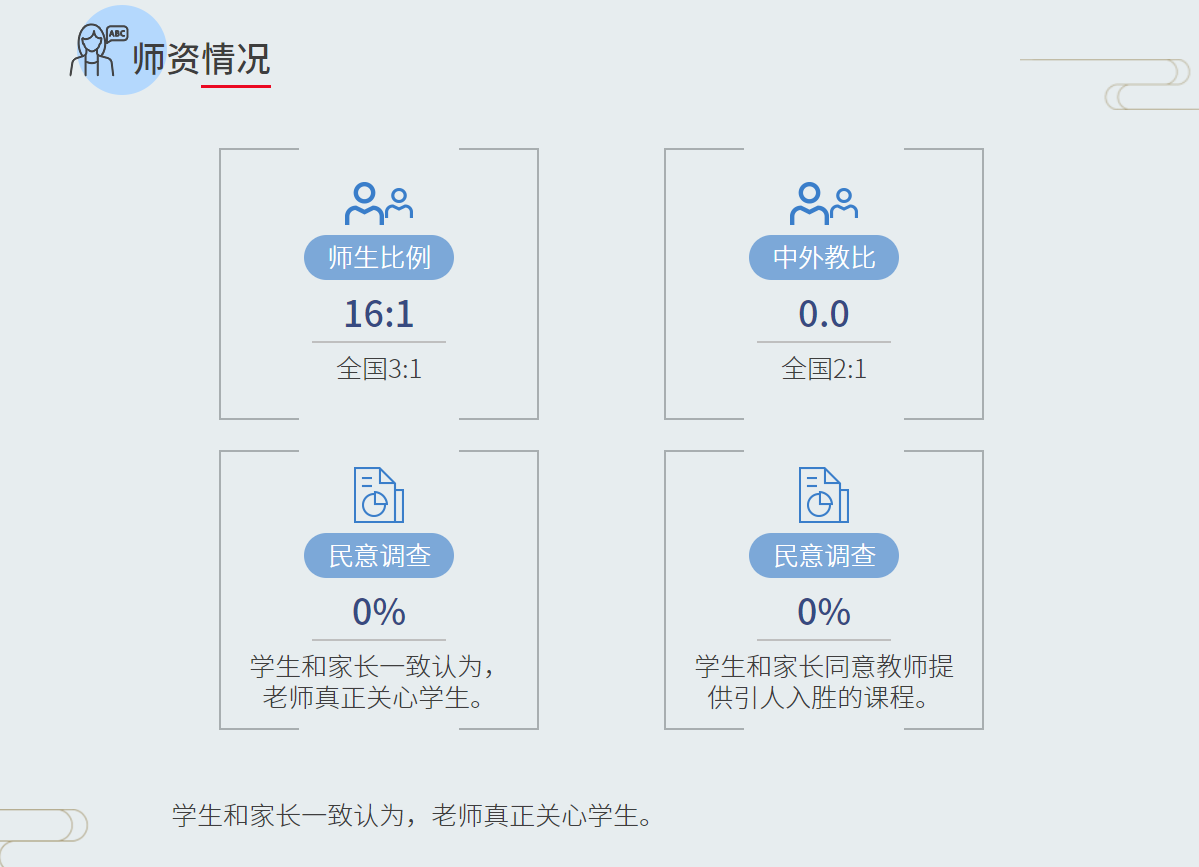 ABC
师资情况
师生比例
16:1
全国3:1
中外教比
0.0
全国2:1
民意调查
0%
学生和家长一致认为，
老师真正关心学生。
民意调查
0%
学生和家长同意教师提
供引人入胜的课程。
学生和家长一致认为，老师真正关心学生。